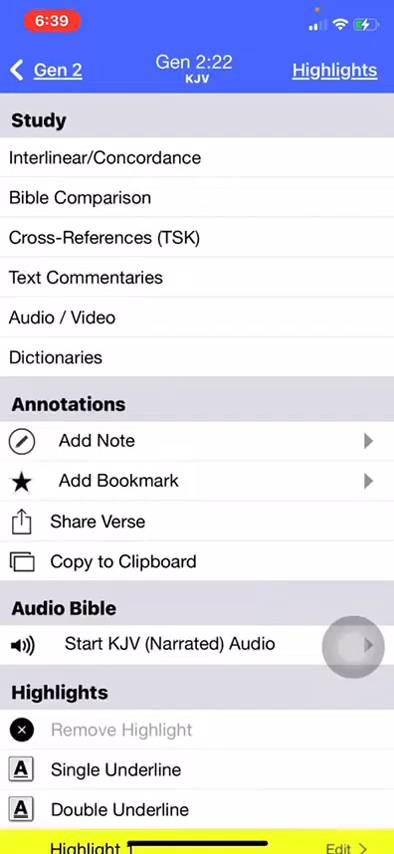 6:39
Gen 2
Gen 2:22
KJV
Highlights
Study
Interlinear/Concordance
Bible Comparison
Cross-References (TSK)
Text Commentaries
Audio / Video
Dictionaries
Annotations
Add Note
Add Bookmark
Share Verse
Copy to Clipboard
Audio Bible
Start KJV (Narrated) Audio
Highlights
Remove Highlight
A Single Underline
A Double Underline
Highlight 1 Edit